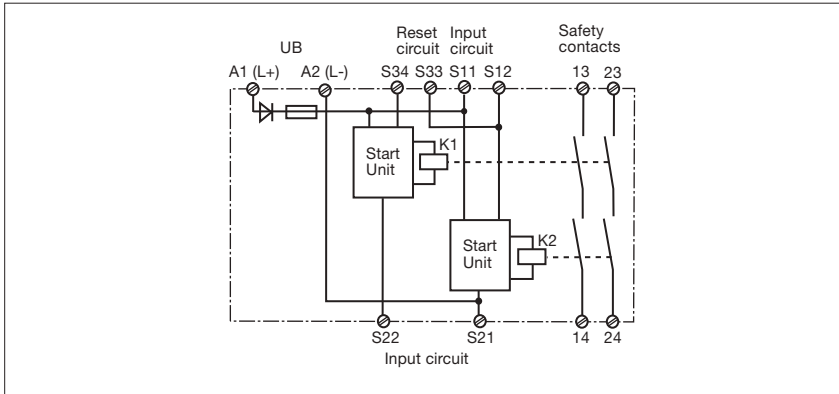 UB
Reset circuit
Input circuit
Safety contacts
A1 (L+)
A2 (L-)
S34
S33
S11
S12
13
23
Start Unit
K1
Start Unit
K2
S22
S21
14
24
Input circuit